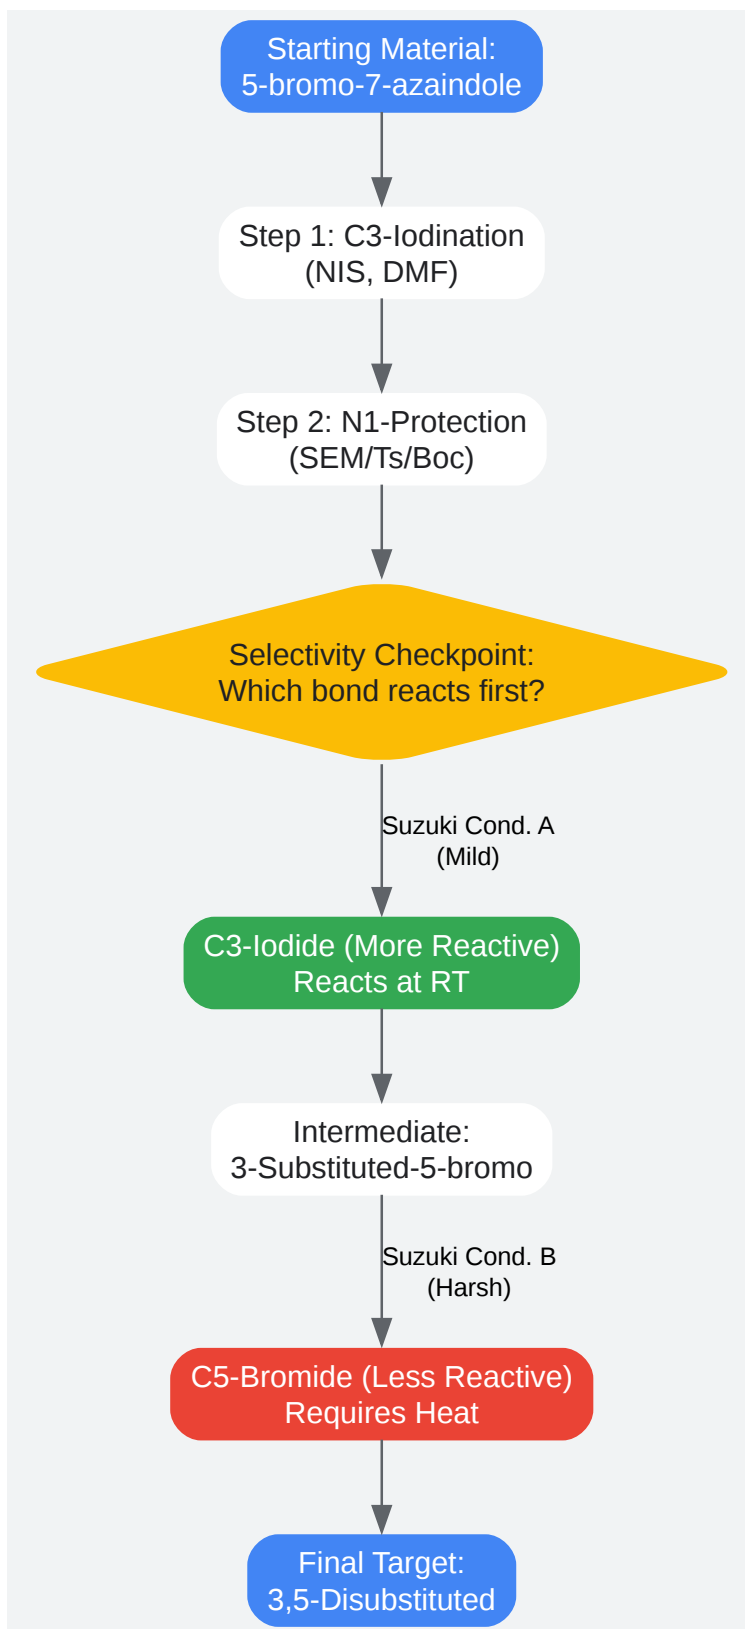 Starting Material:
5-bromo-7-azaindole
Step 1: C3-Iodination
(NIS, DMF)
Step 2: N1-Protection
(SEM/Ts/Boc)
Selectivity Checkpoint:
Which bond reacts first?
Suzuki Cond. A
(Mild)
C3-Iodide (More Reactive)
Reacts at RT
Intermediate:
3-Substituted-5-bromo
Suzuki Cond. B
(Harsh)
C5-Bromide (Less Reactive)
Requires Heat
Final Target:
3,5-Disubstituted